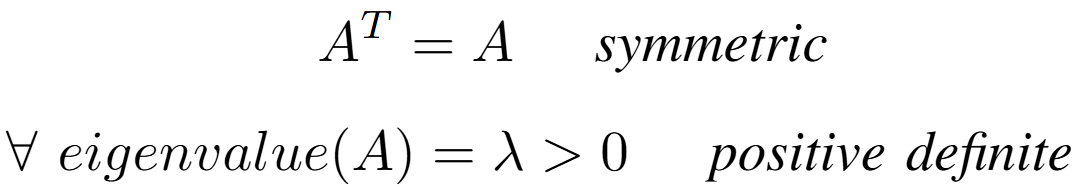 A^T = A symmetric
∀ eigenvalue(A) = λ > 0 positive definite